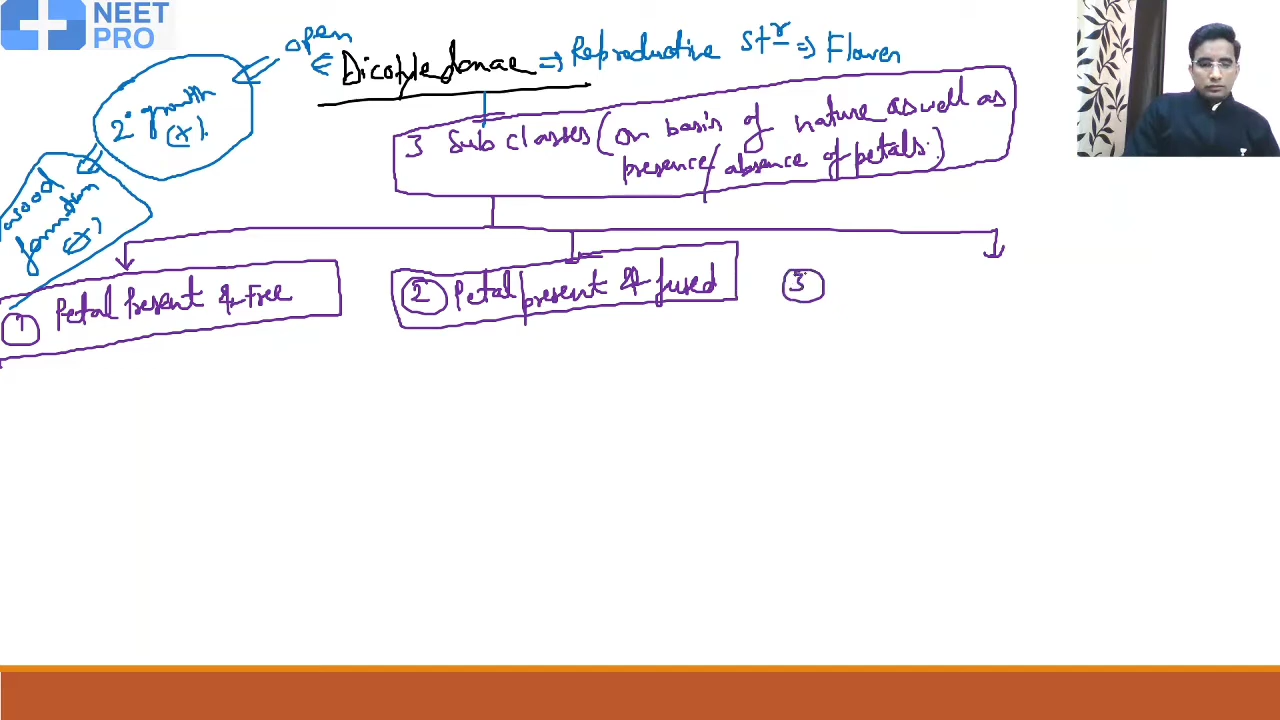 NEET
PRO
open
∈ Dicotyledonae => Reproductive Str => Flower
2° growth
(x).
wood
formation
(x)
3 Sub classes (on basis of nature as well as
presence/absence of petals.)
1 Petal Present & Free
2 Petal present & fused
3